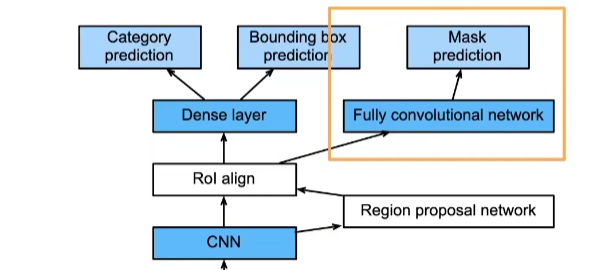 Category
prediction
Bounding box
prediction
Mask
prediction
Dense layer
Fully convolutional network
RoI align
Region proposal network
CNN